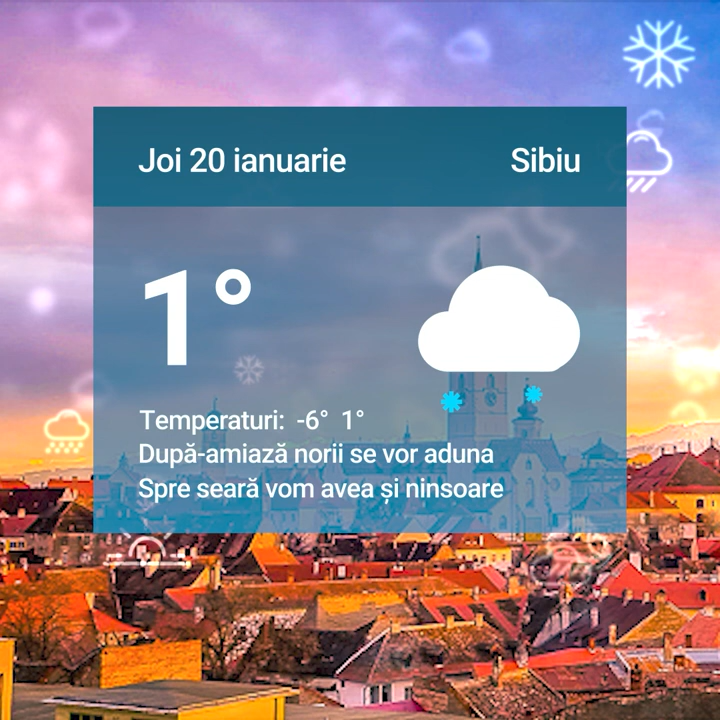 Joi 20 ianuarie
Sibiu
1°
Temperaturi: -6° 1°
După-amiază norii se vor aduna
Spre seară vom avea și ninsoare